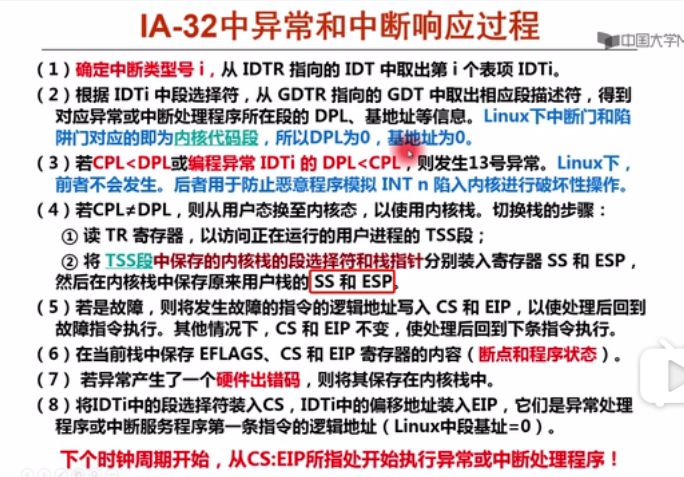 IA-32中异常和中断响应过程
中国大学M
（1）确定中断类型号 i，从 IDTR 指向的 IDT 中取出第 i 个表项 IDTi。
（2）根据 IDTi 中段选择符，从 GDTR 指向的 GDT 中取出相应段描述符，得到
对应异常或中断处理程序所在段的 DPL、基地址等信息。Linux下中断门和陷
阱门对应的即为内核代码段，所以DPL为0，基地址为0。
（3）若CPL<DPL或编程异常 IDTi 的 DPL<CPL，则发生13号异常。Linux下，
前者不会发生。后者用于防止恶意程序模拟 INT n 陷入内核进行破坏性操作。
（4）若CPL≠DPL，则从用户态换至内核态，以使用内核栈。切换栈的步骤：
① 读 TR 寄存器，以访问正在运行的用户进程的 TSS段；
② 将 TSS段中保存的内核栈的段选择符和栈指针分别装入寄存器 SS 和 ESP，
然后在内核栈中保存原来用户栈的 SS 和 ESP。
（5）若是故障，则将发生故障的指令的逻辑地址写入 CS 和 EIP，以使处理后回到
故障指令执行。其他情况下，CS 和 EIP 不变，使处理后回到下条指令执行。
（6）在当前栈中保存 EFLAGS、CS 和 EIP 寄存器的内容（断点和程序状态）。
（7） 若异常产生了一个硬件出错码，则将其保存在内核栈中。
（8）将IDTi中的段选择符装入CS，IDTi中的偏移地址装入EIP，它们是异常处理
程序或中断服务程序第一条指令的逻辑地址（Linux中段基址=0）。
下个时钟周期开始，从CS:EIP所指处开始执行异常或中断处理程序！